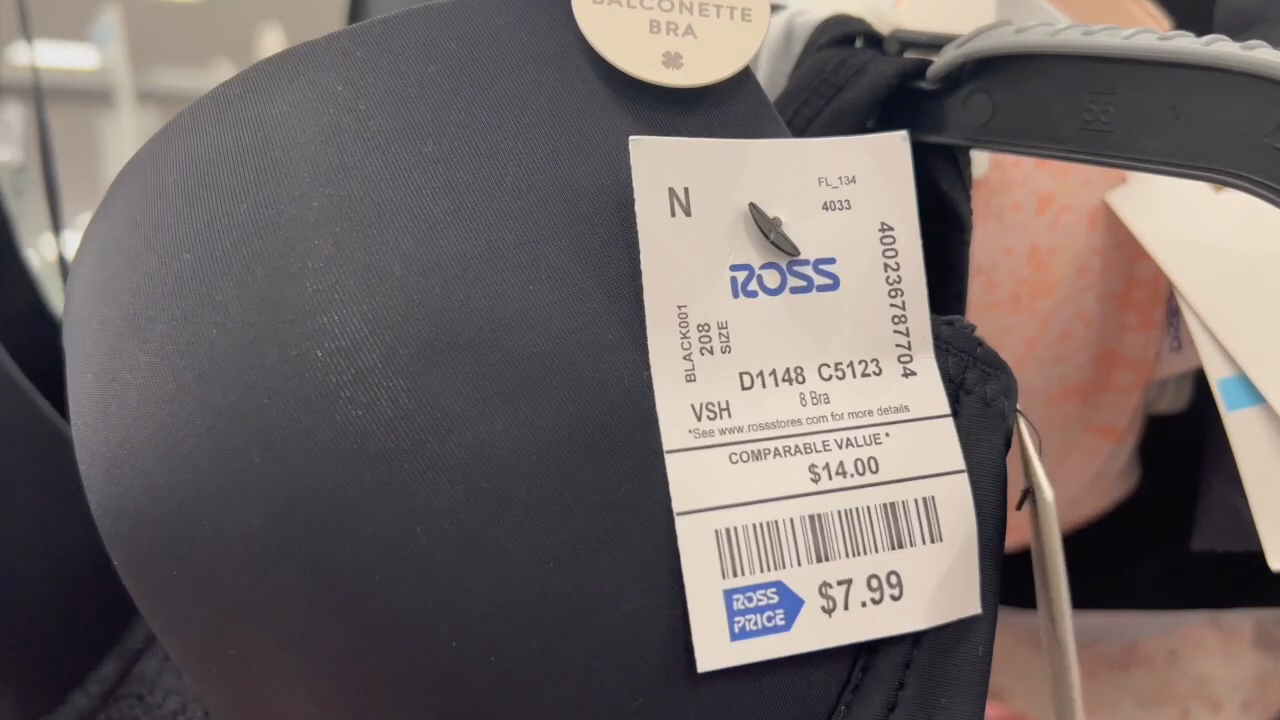 BALCONETTE
BRA
N
FL_134
4033
ROSS
400236787704
BLACK001
208
SIZE
D1148 C5123
VSH
8 Bra
*See www.rossstores.com for more details
COMPARABLE VALUE*
$14.00
ROSS
PRICE
$7.99